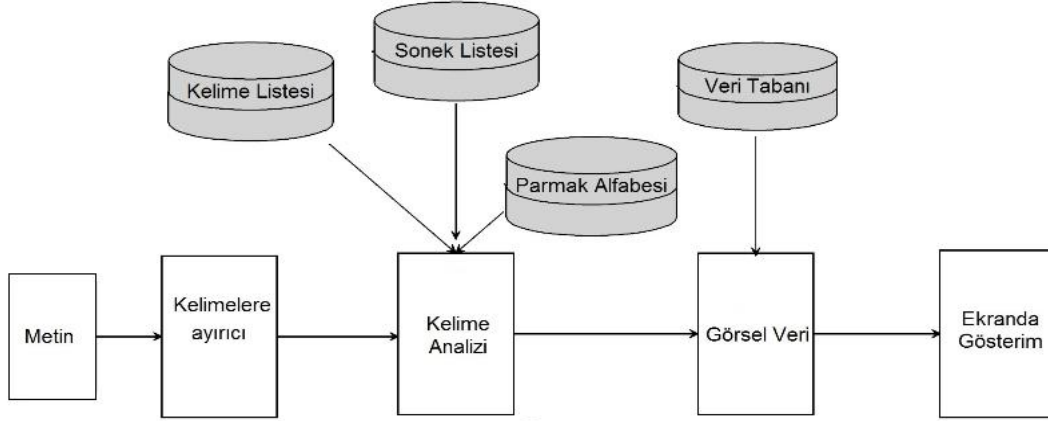 Sonek Listesi
Kelime Listesi
Veri Tabanı
Parmak Alfabesi
Metin
Kelimelere
ayırıcı
Kelime
Analizi
Görsel Veri
Ekranda
Gösterim